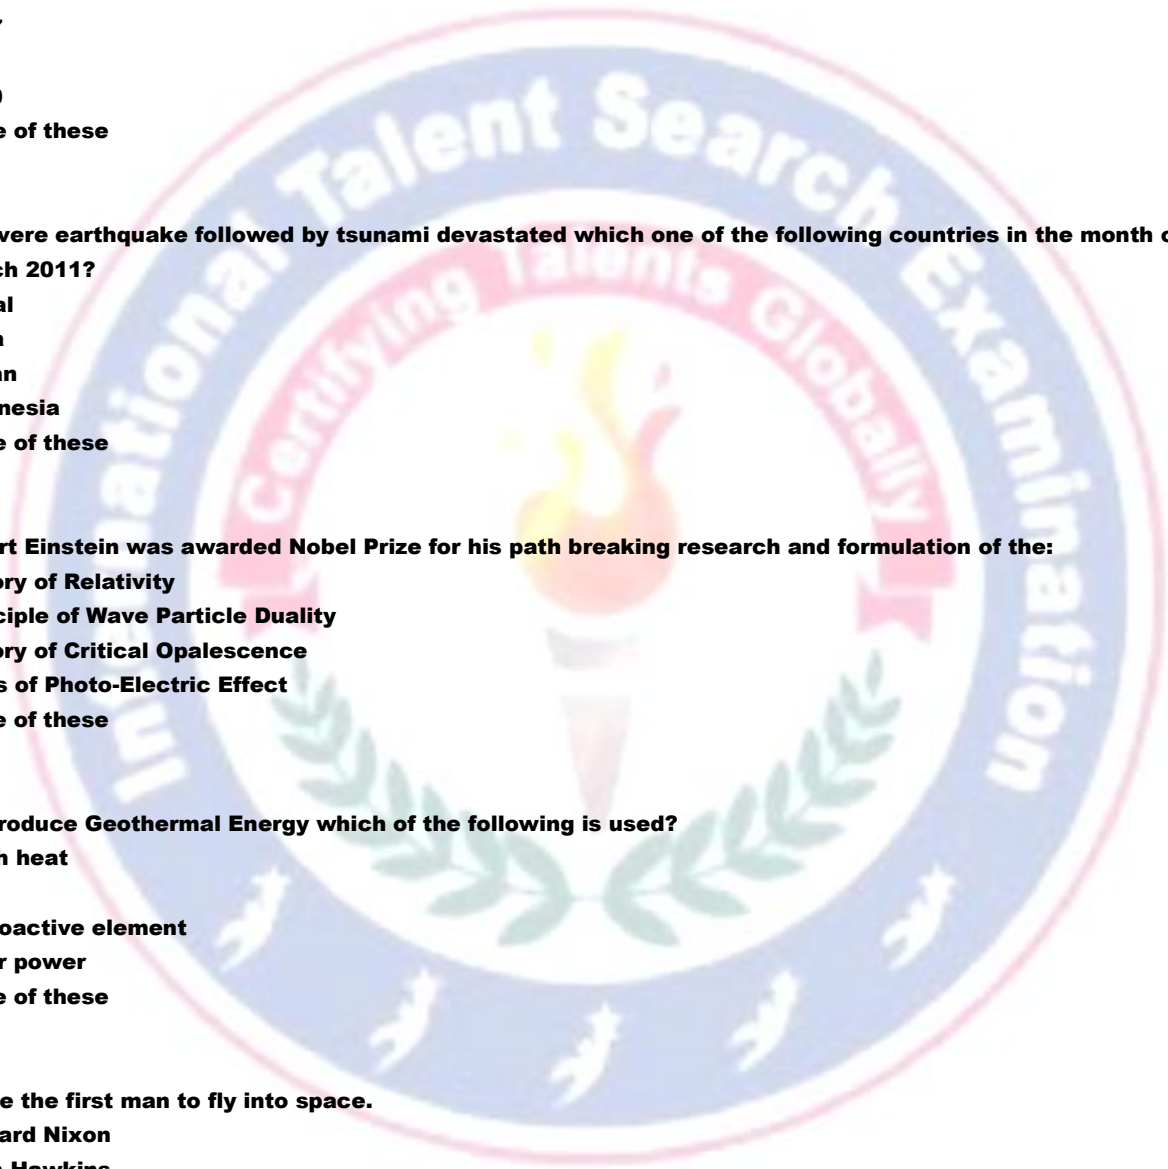 e of these
International Talent Search Examination
Certifying Talents Globally
vere earthquake followed by tsunami devastated which one of the following countries in the month
ch 2011?
al
n
an
nesia
e of these
rt Einstein was awarded Nobel Prize for his path breaking research and formulation of the:
ory of Relativity
ciple of Wave Particle Duality
ory of Critical Opalescence
s of Photo-Electric Effect
e of these
roduce Geothermal Energy which of the following is used?
h heat
oactive element
r power
e of these
e the first man to fly into space.
ard Nixon
Hawkins